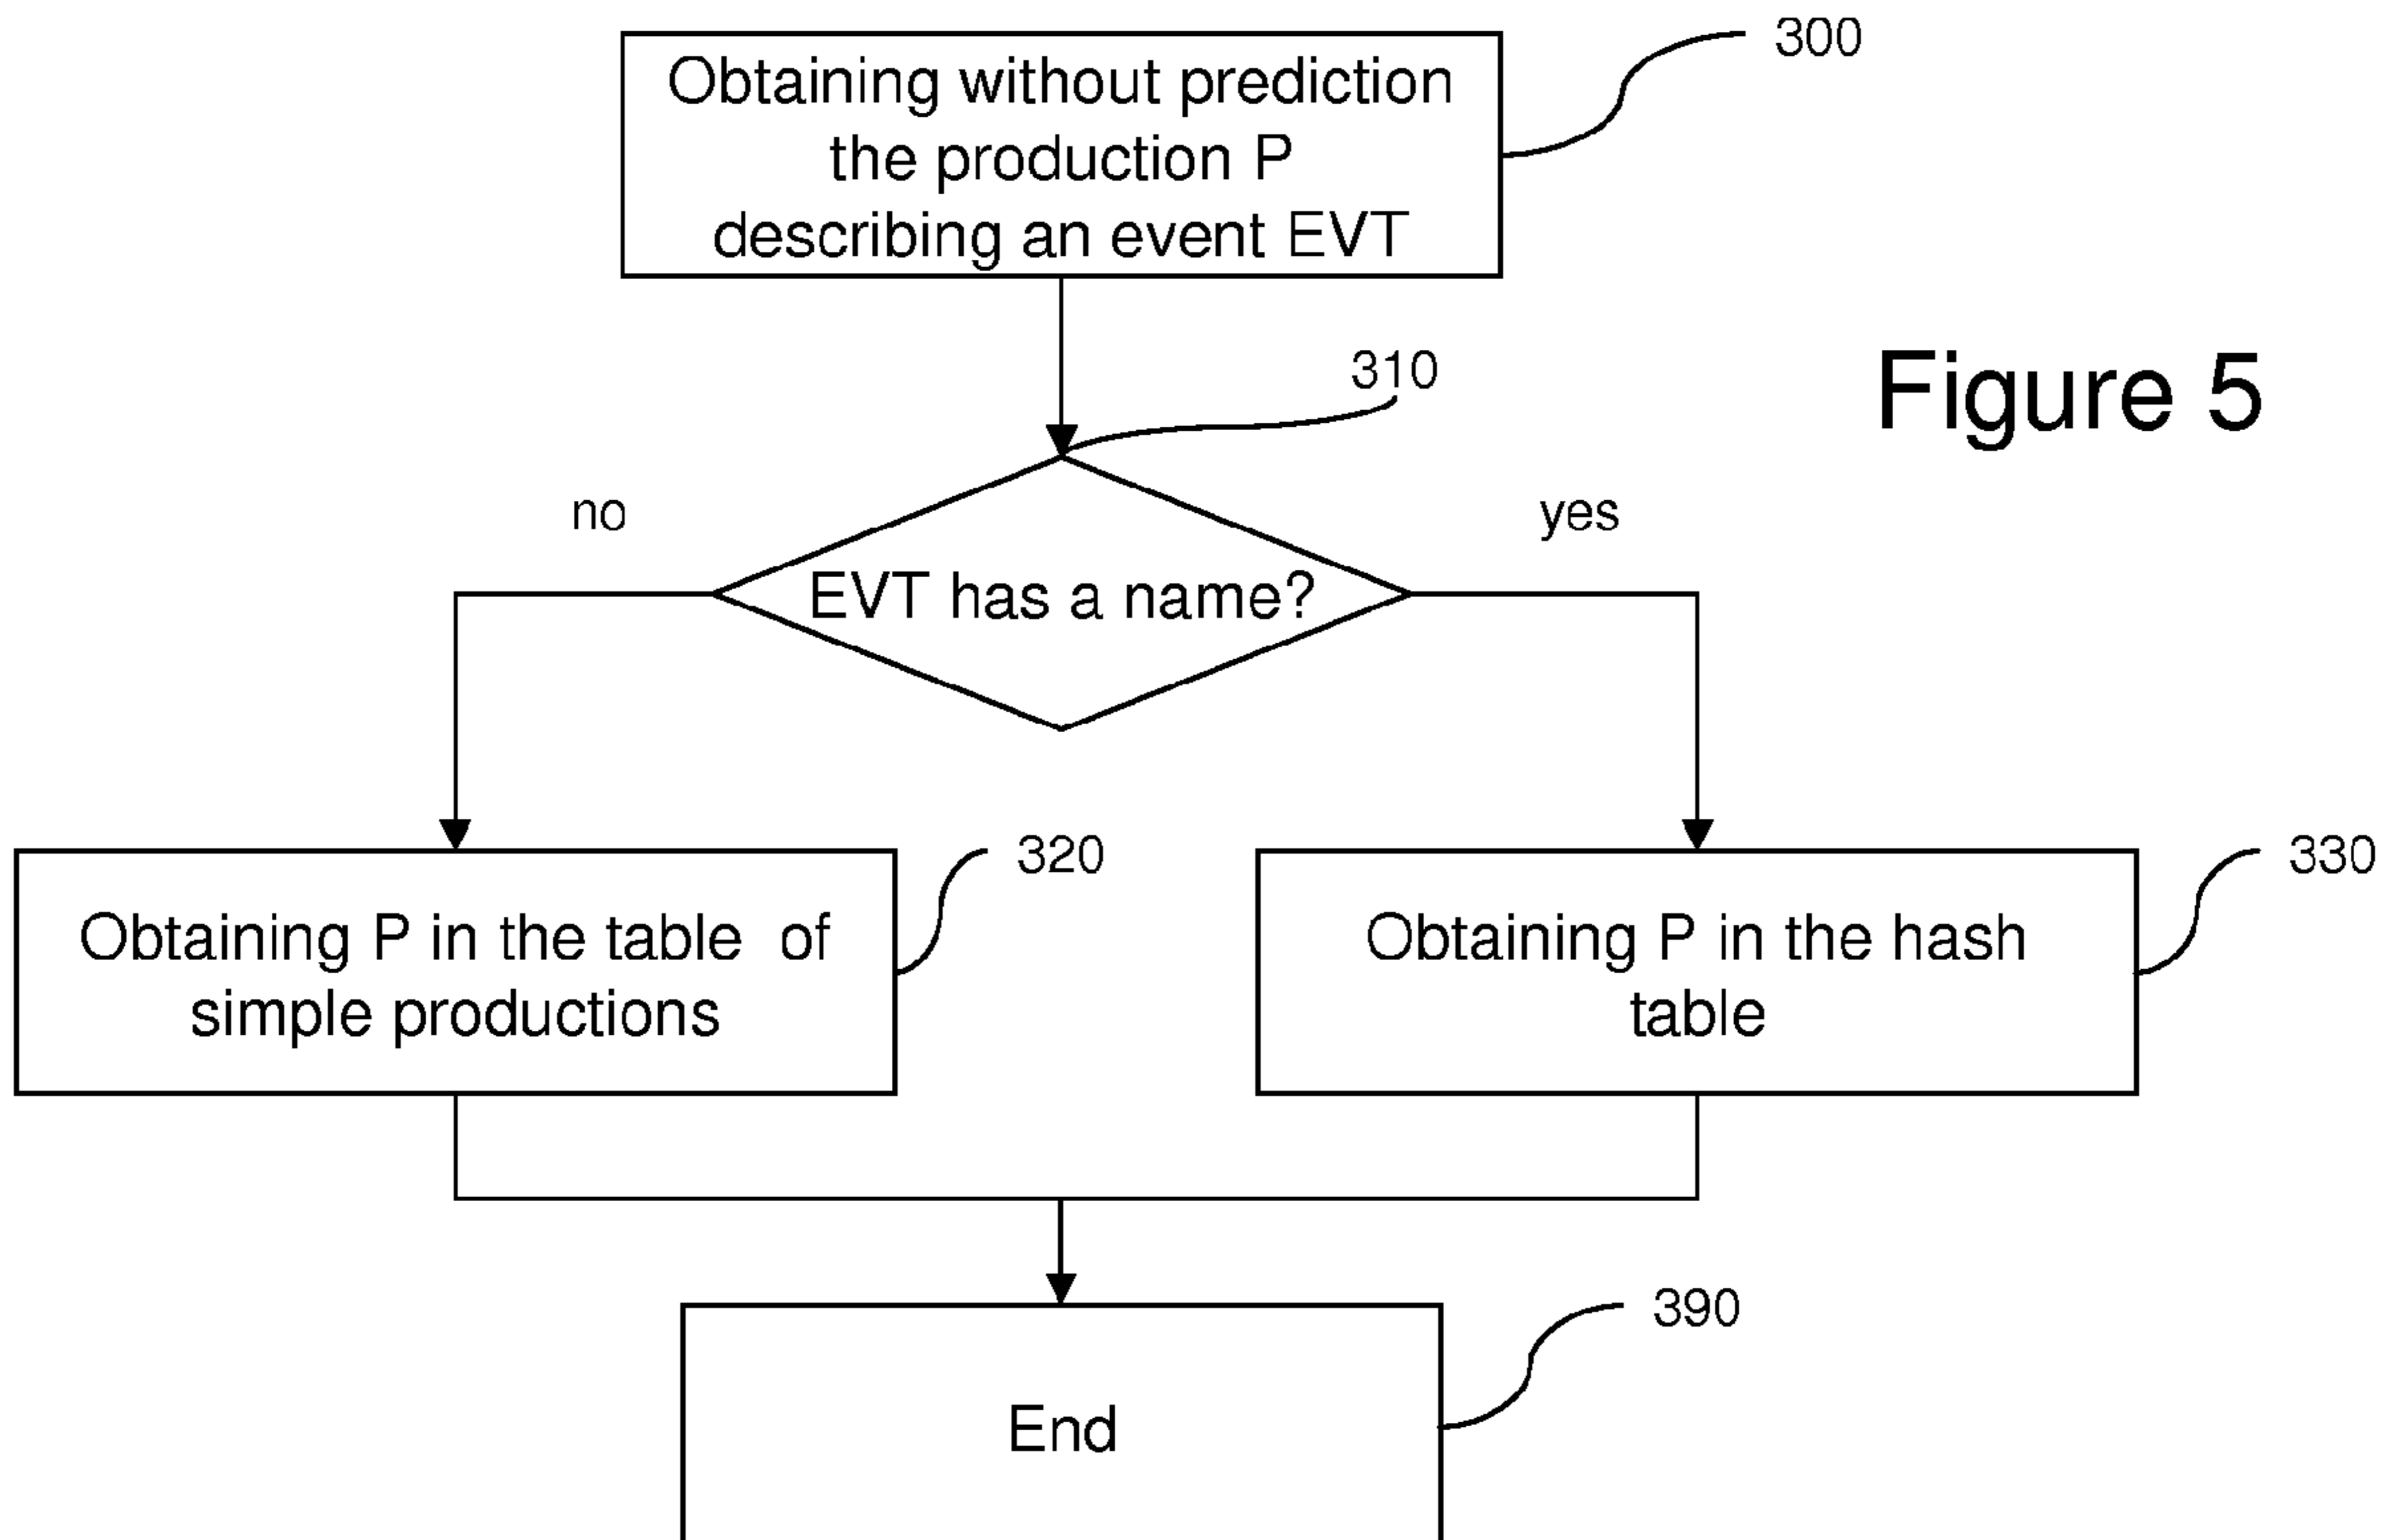 Obtaining without prediction
the production P
describing an event EVT
300
310
Figure 5
no
yes
EVT has a name?
Obtaining P in the table of
simple productions
320
Obtaining P in the hash
table
330
End
390